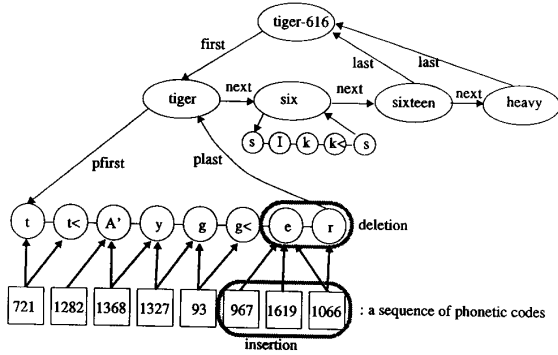 tiger-616
first
last
last
tiger
next
six
next
sixteen
next
heavy
s I k k< s
pfirst
plast
t t< A' y g g< e r
deletion
721 1282 1368 1327 93 967 1619 1066 : a sequence of phonetic codes
insertion